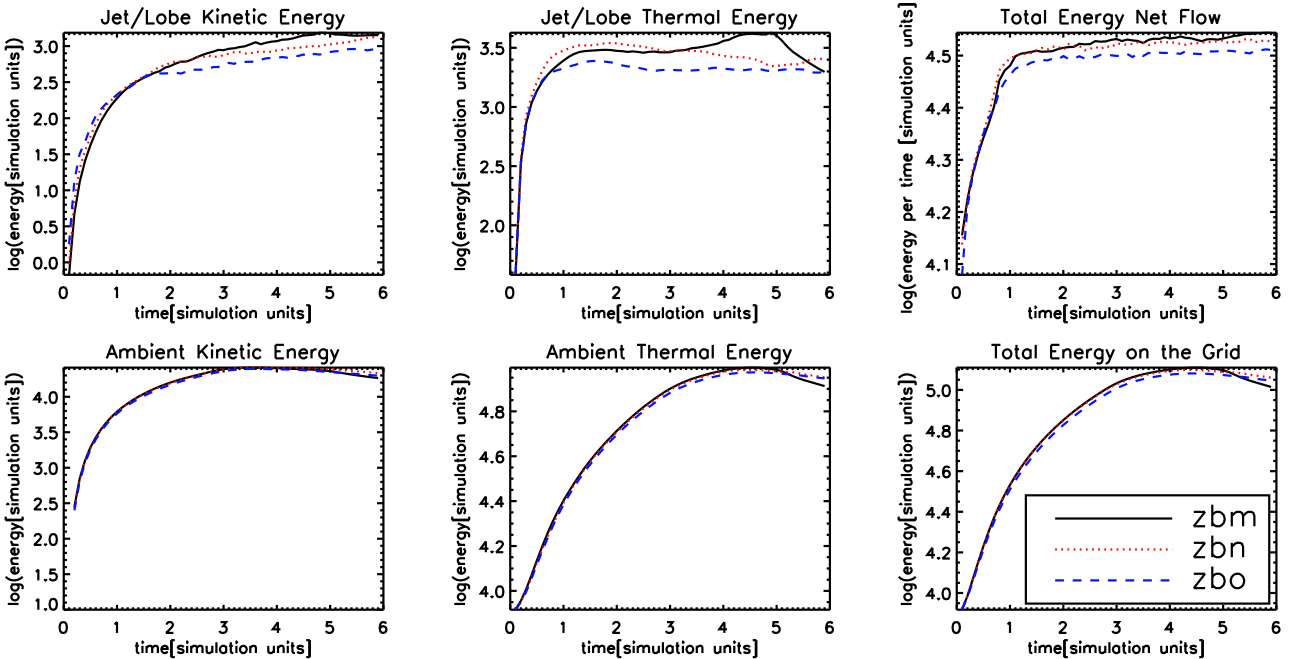 Jet/Lobe Kinetic Energy
log(energy[simulation units])
3.0
2.5
2.0
1.5
1.0
0.5
0.0
0 1 2 3 4 5 6
time[simulation units]
Jet/Lobe Thermal Energy
log(energy[simulation units])
3.5
3.0
2.5
2.0
0 1 2 3 4 5 6
time[simulation units]
Total Energy Net Flow
log(energy per time [simulation units]
4.5
4.4
4.3
4.2
4.1
0 1 2 3 4 5 6
time[simulation units]
Ambient Kinetic Energy
log(energy[simulation units])
4.0
3.5
3.0
2.5
2.0
1.5
1.0
0 1 2 3 4 5 6
time[simulation units]
Ambient Thermal Energy
log(energy[simulation units])
4.8
4.6
4.4
4.2
4.0
0 1 2 3 4 5 6
time[simulation units]
Total Energy on the Grid
log(energy[simulation units])
5.0
4.8
4.6
4.4
4.2
4.0
0 1 2 3 4 5 6
time[simulation units]
zbm
zbn
zbo